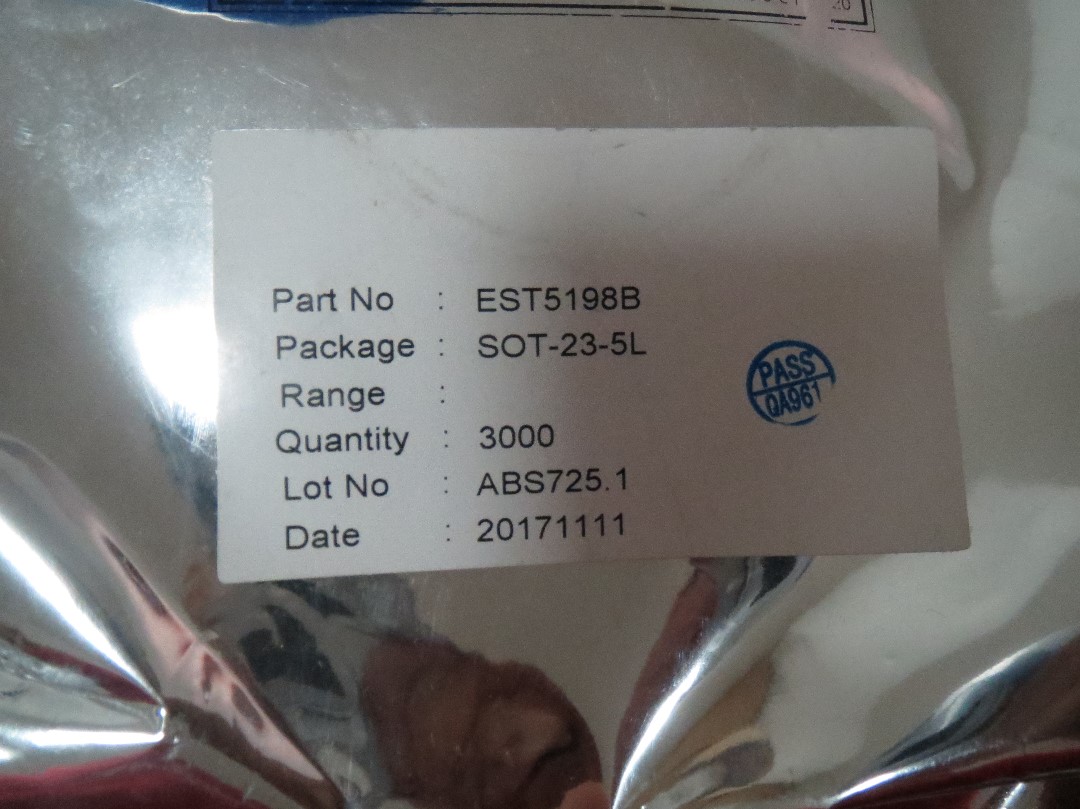 Part No : EST5198B
Package : SOT-23-5L
Range :
Quantity : 3000
Lot No : ABS725.1
Date : 20171111
PASS
QA961